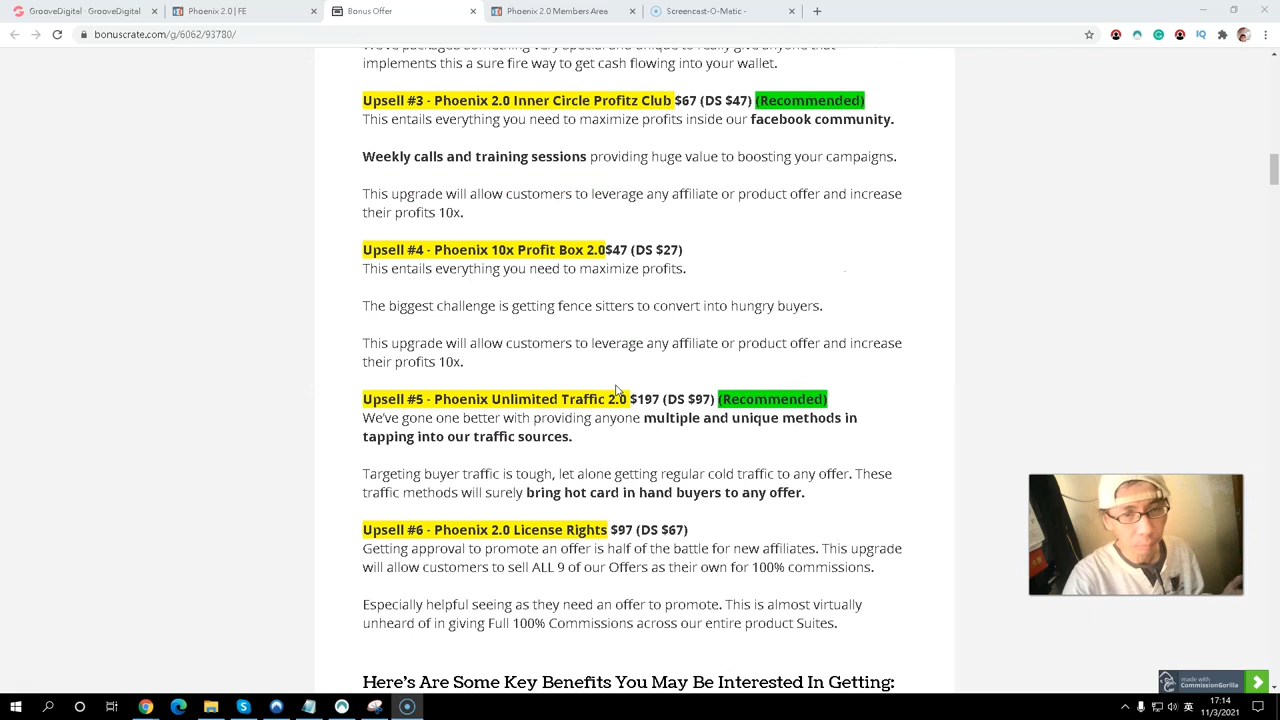 GrooveDigital - GrooveDigital
Phoenix 2.0 | FE
Bonus Offer
Phoenix 2.0 Members Area
Screencast-O-Matic -
bonuscrate.com/g/6062/93780/
implements this a sure fire way to get cash flowing into your wallet.
Upsell #3 - Phoenix 2.0 Inner Circle Profitz Club $67 (DS $47) (Recommended)
This entails everything you need to maximize profits inside our facebook community.
Weekly calls and training sessions providing huge value to boosting your campaigns.
This upgrade will allow customers to leverage any affiliate or product offer and increase
their profits 10x.
Upsell #4 - Phoenix 10x Profit Box 2.0$47 (DS $27)
This entails everything you need to maximize profits.
The biggest challenge is getting fence sitters to convert into hungry buyers.
This upgrade will allow customers to leverage any affiliate or product offer and increase
their profits 10x.
Upsell #5 - Phoenix Unlimited Traffic 2.0 $197 (DS $97) (Recommended)
We've gone one better with providing anyone multiple and unique methods in
tapping into our traffic sources.
Targeting buyer traffic is tough, let alone getting regular cold traffic to any offer. These
traffic methods will surely bring hot card in hand buyers to any offer.
Upsell #6 - Phoenix 2.0 License Rights $97 (DS $67)
Getting approval to promote an offer is half of the battle for new affiliates. This upgrade
will allow customers to sell ALL 9 of our Offers as their own for 100% commissions.
Especially helpful seeing as they need an offer to promote. This is almost virtually
unheard of in giving Full 100% Commissions across our entire product Suites.
Here's Are Some Key Benefits You May Be Interested In Getting:
made with
CommissionGorilla
英
17:14
11/3/2021